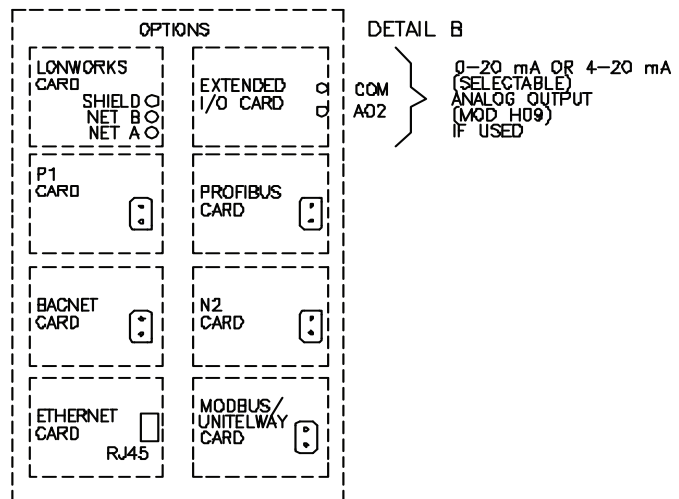 OPTIONS
DETAIL B
LONWORKS
CARD
SHIELD
NET B
NET A
EXTENDED
I/O CARD
COM
AO2
0-20 mA OR 4-20 mA
(SELECTABLE)
ANALOG OUTPUT
(MOD HU9)
IF USED
P1
CARD
PROFIBUS
CARD
BACNET
CARD
N2
CARD
ETHERNET
CARD
RJ45
MODBUS/
UNITELWAY
CARD